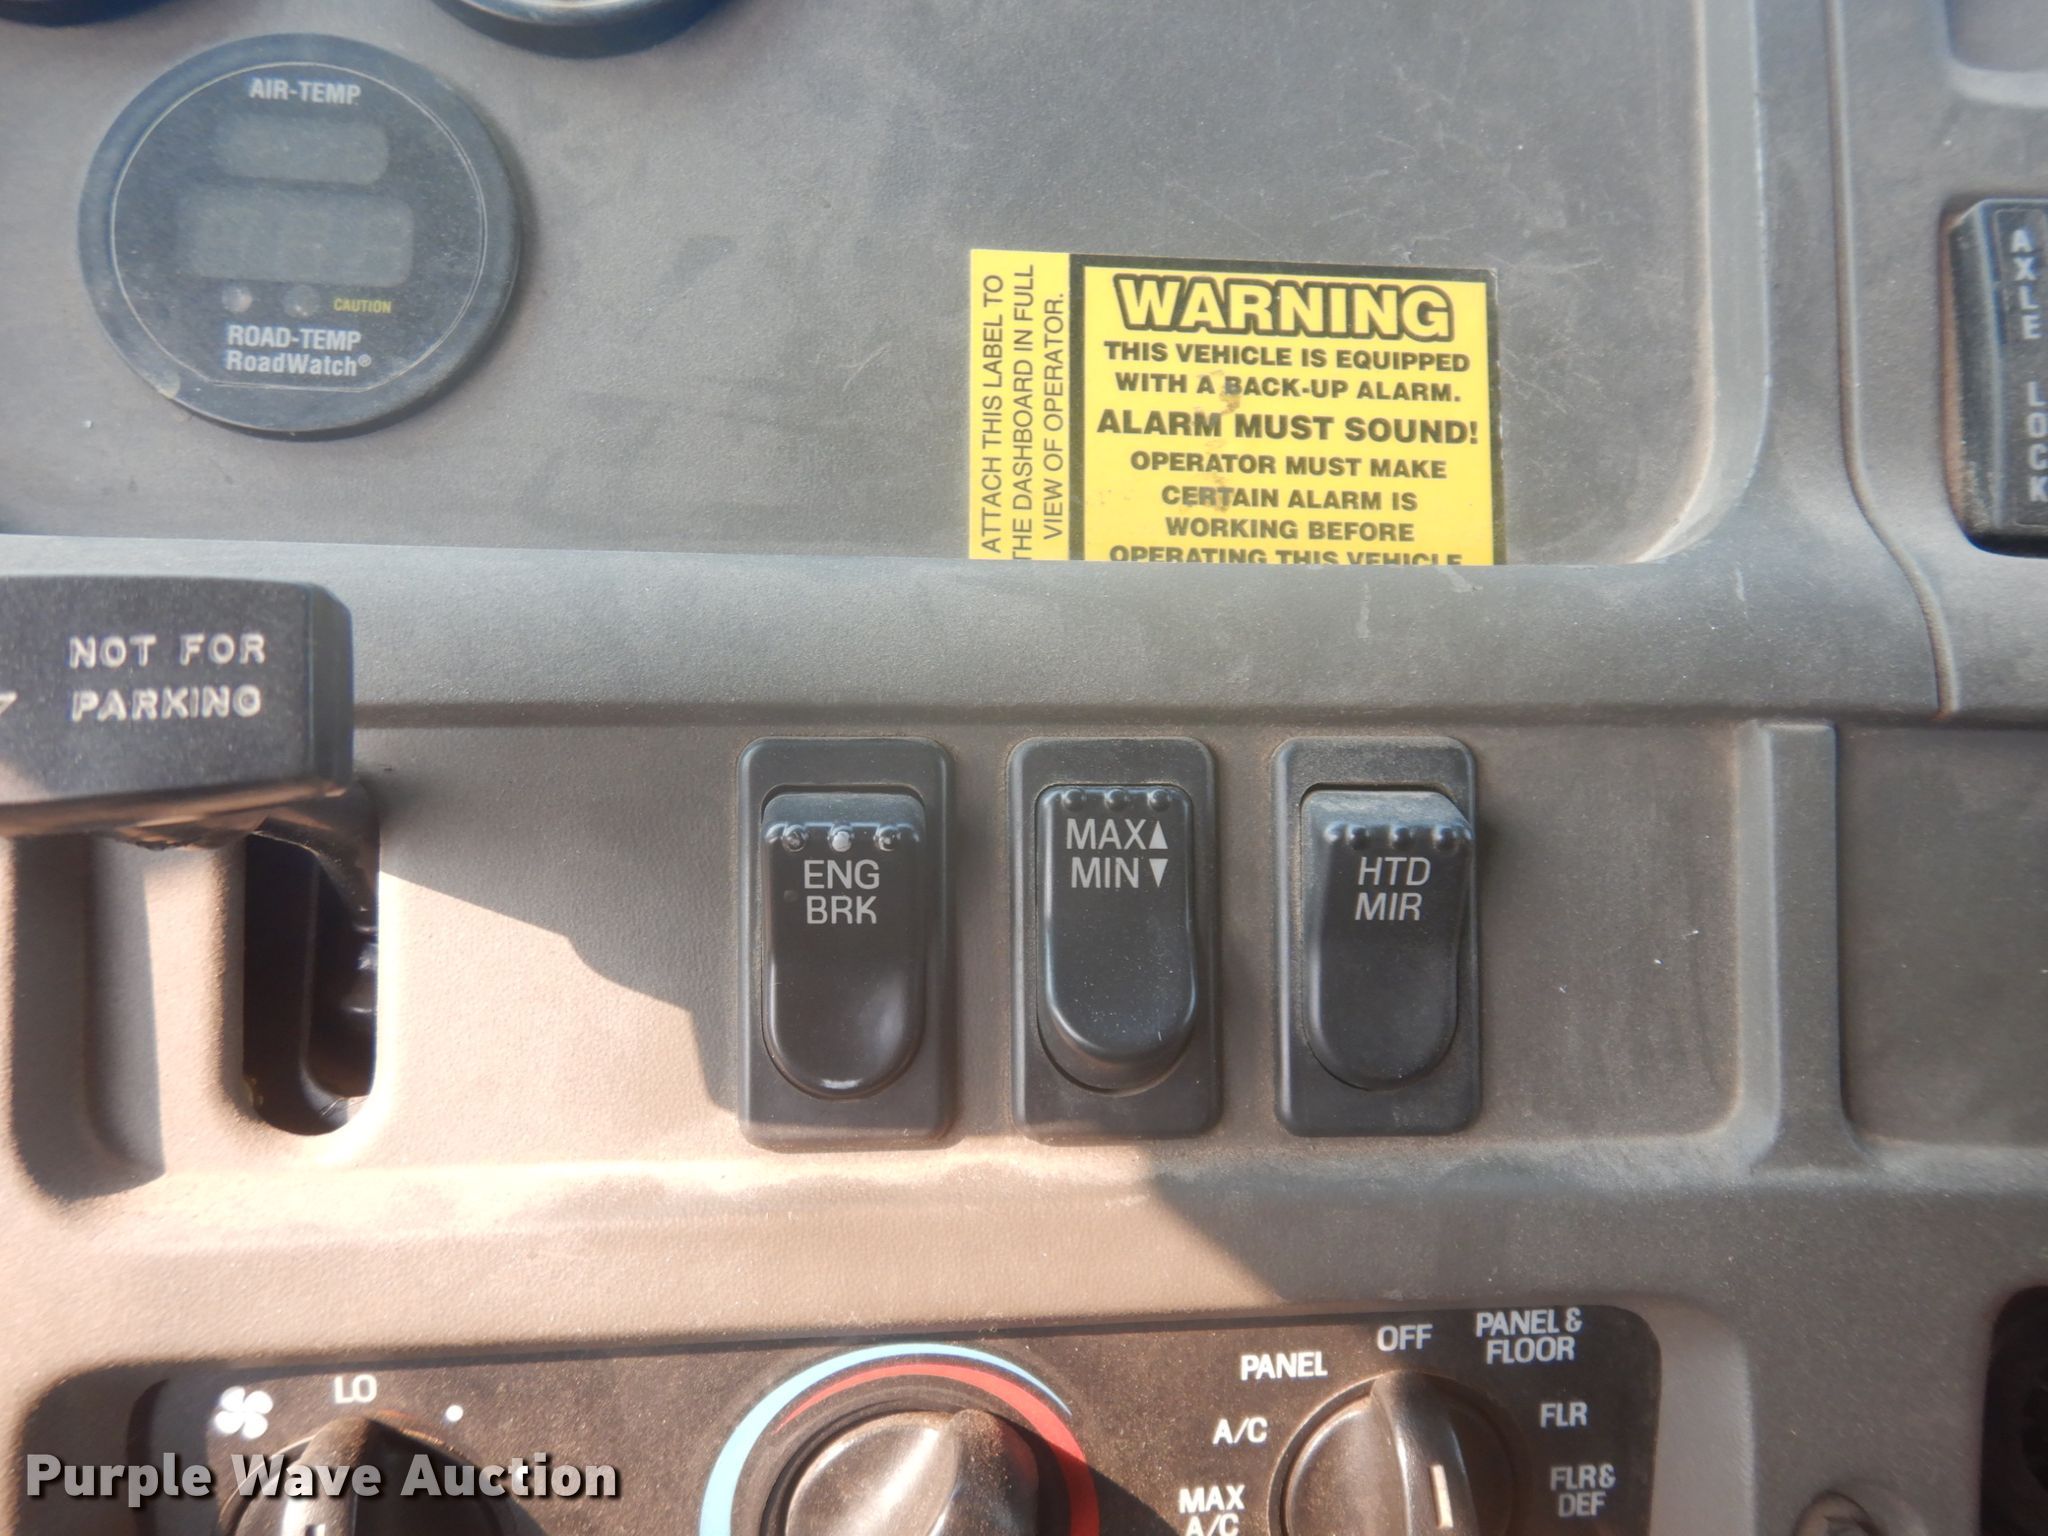 AIR-TEMP
CAUTION
ROAD-TEMP
RoadWatch®
ATTACH THIS LABEL TO
THE DASHBOARD IN FULL
VIEW OF OPERATOR.
WARNING
THIS VEHICLE IS EQUIPPED
WITH A BACK-UP ALARM.
ALARM MUST SOUND!
OPERATOR MUST MAKE
CERTAIN ALARM IS
WORKING BEFORE
OPERATING THIS VEHICLE
AXLE LOCK
NOT FOR
PARKING
ENG
BRK
MAX▲
MIN▼
HTD
MIR
LO
OFF
PANEL &
FLOOR
PANEL
A/C
FLR
MAX
A/C
FLR &
DEF
Purple Wave Auction